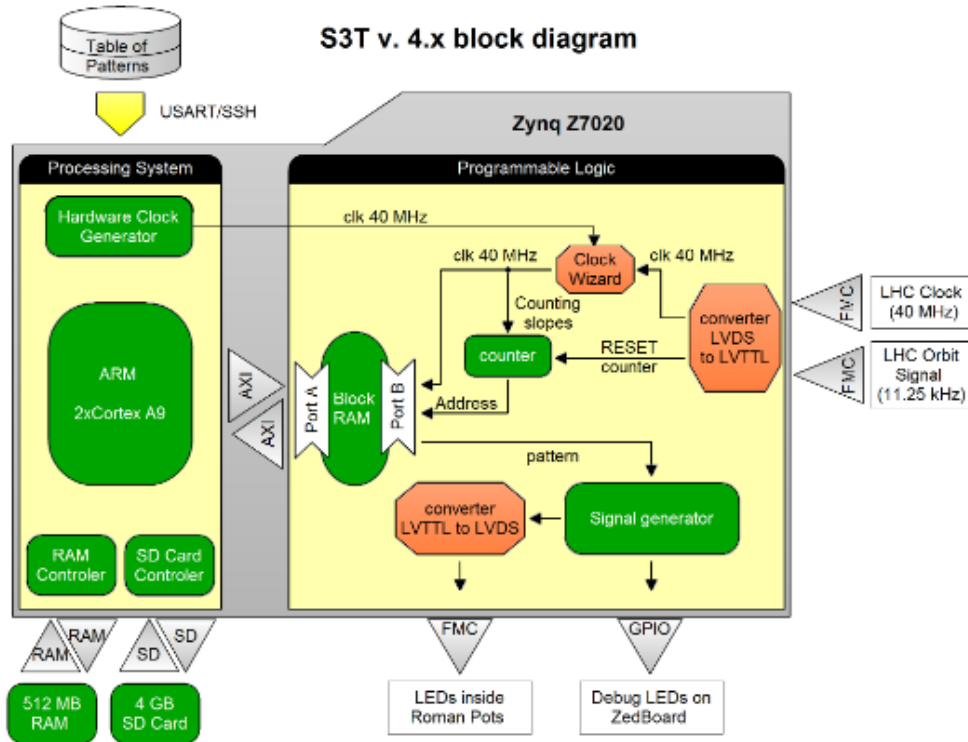 S3T v. 4.x block diagram
Table of
Patterns
USART/SSH
Zynq Z7020
Processing System
Programmable Logic
Hardware Clock
Generator
clk 40 MHz
clk 40 MHz
Clock
Wizard
clk 40 MHz
FMC
LHC Clock
(40 MHz)
Counting
slopes
converter
LVDS
to LVTTL
ARM
2xCortex A9
AXI
AXI
Port A
Block
RAM
Port B
counter
RESET
counter
FMC
LHC Orbit
Signal
(11.25 kHz)
Address
pattern
converter
LVTTL to LVDS
Signal generator
RAM
Controler
SD Card
Controler
RAM
RAM
SD
SD
FMC
GPIO
512 MB
RAM
4 GB
SD Card
LEDs inside
Roman Pots
Debug LEDs on
ZedBoard